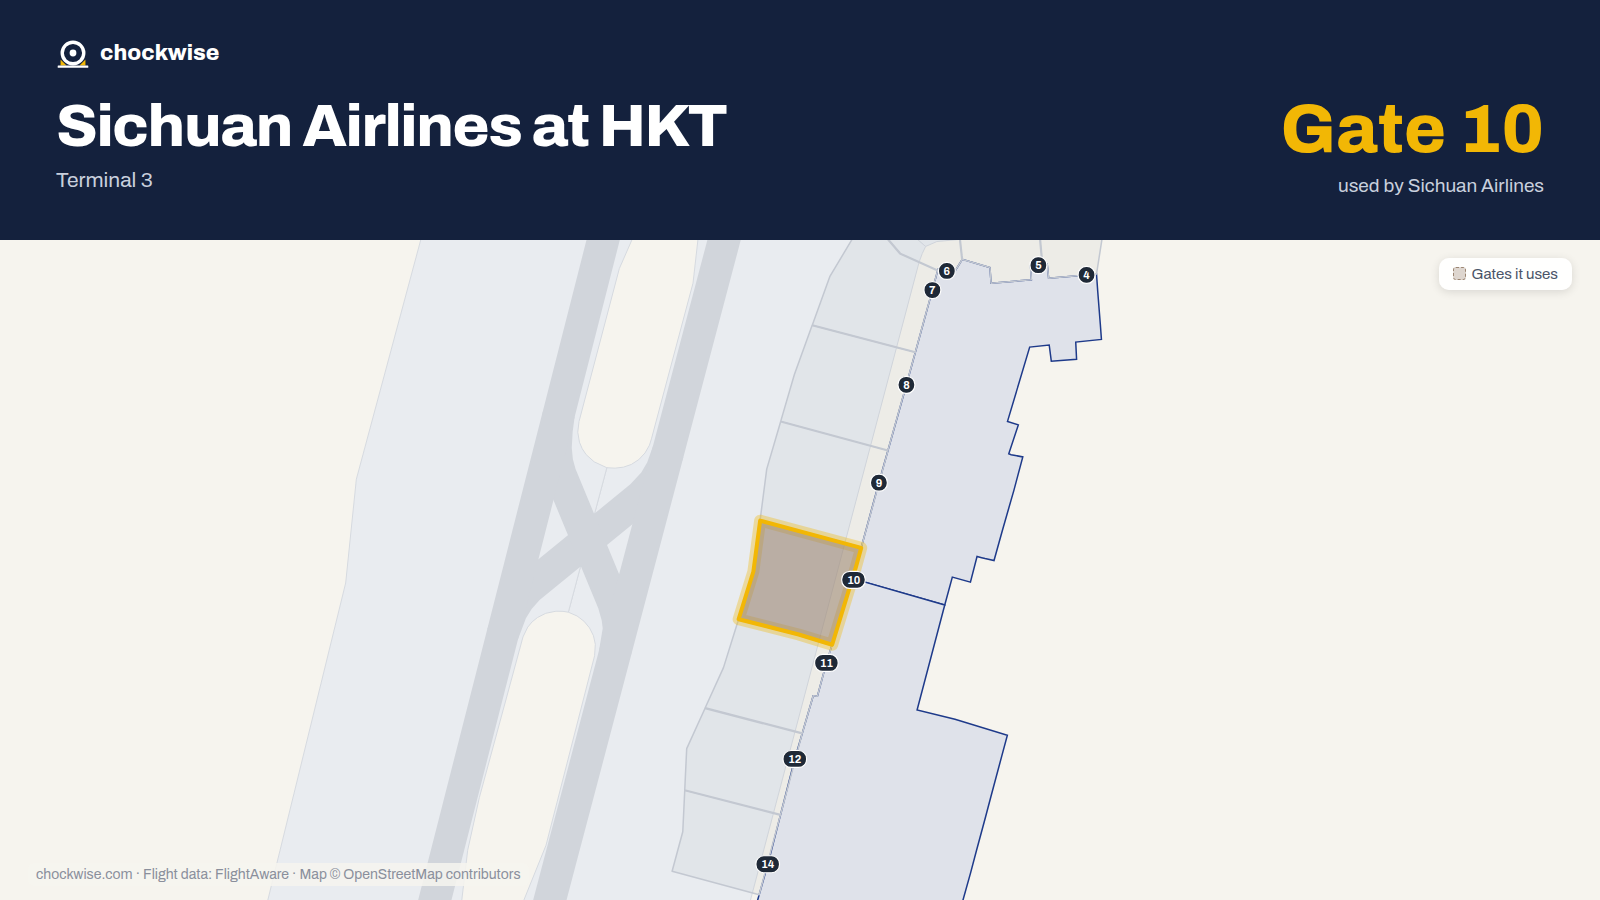 chockwise
Sichuan Airlines at HKT
Terminal 3
Gate 10
used by Sichuan Airlines
Gates it uses
6
5
4
7
8
9
10
11
12
14
chockwise.com · Flight data: FlightAware · Map © OpenStreetMap contributors